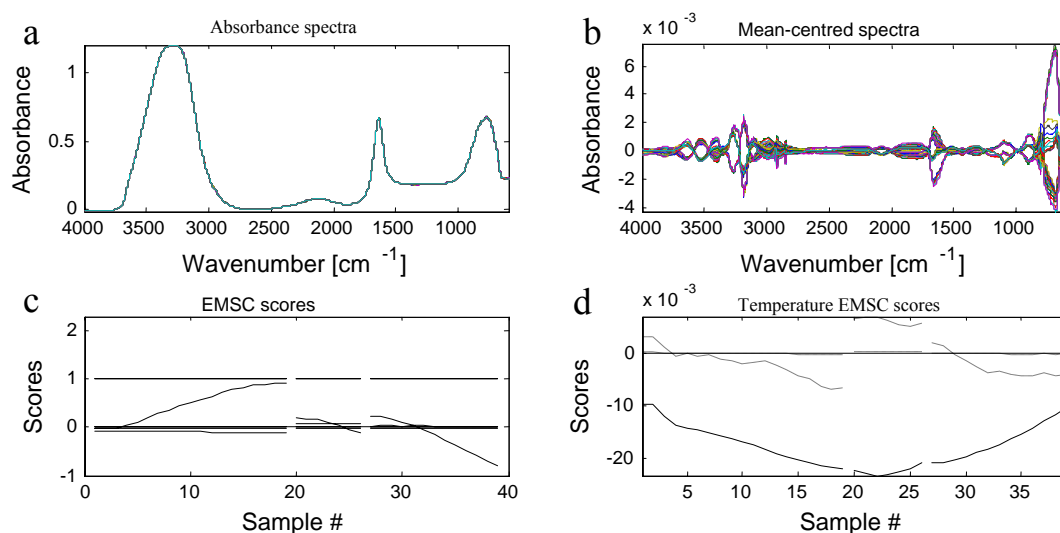 a
Absorbance spectra
1
0.5
0
4000 3500 3000 2500 2000 1500 1000
Absorbance
Wavenumber [cm -1]
b
x 10 -3
Mean-centred spectra
6
4
2
0
-2
-4
4000 3500 3000 2500 2000 1500 1000
Absorbance
Wavenumber [cm -1]
c
EMSC scores
2
1
0
-1
0 10 20 30 40
Scores
Sample #
d
x 10 -3
Temperature EMSC scores
0
-10
-20
5 15 25 35
Scores
Sample #